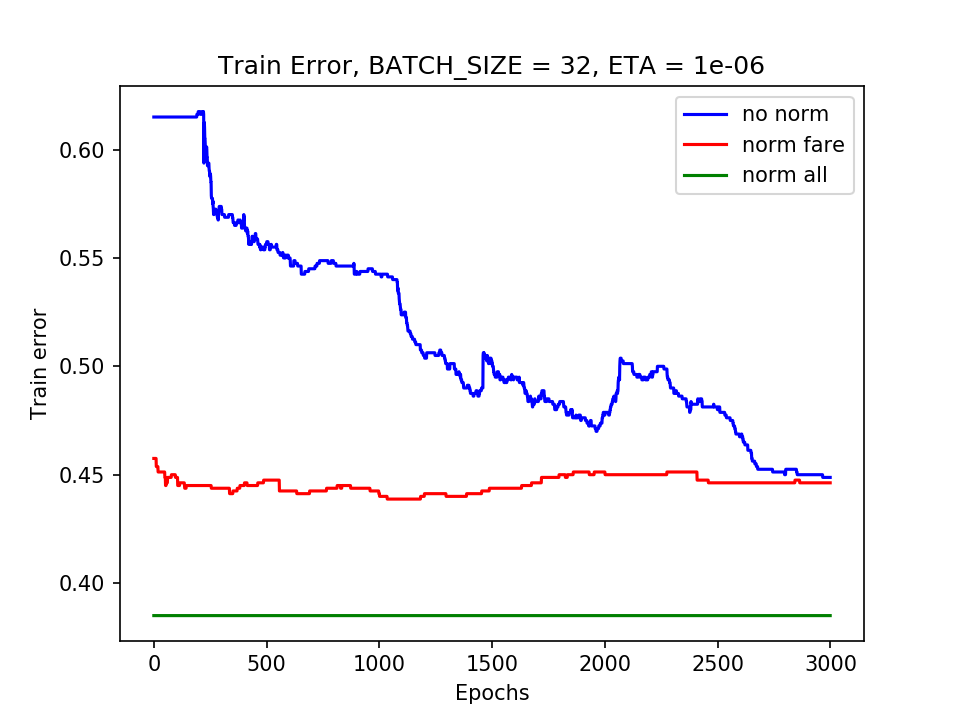 Train Error, BATCH_SIZE = 32, ETA = 1e-06
no norm
norm fare
norm all
Train error
0.60
0.55
0.50
0.45
0.40
0 500 1000 1500 2000 2500 3000
Epochs